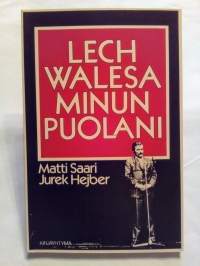 LECH
WALESA
MINUN
PUOLANI
Matti Saari
Jurek Hejber
KIRJAYHTYMÄ